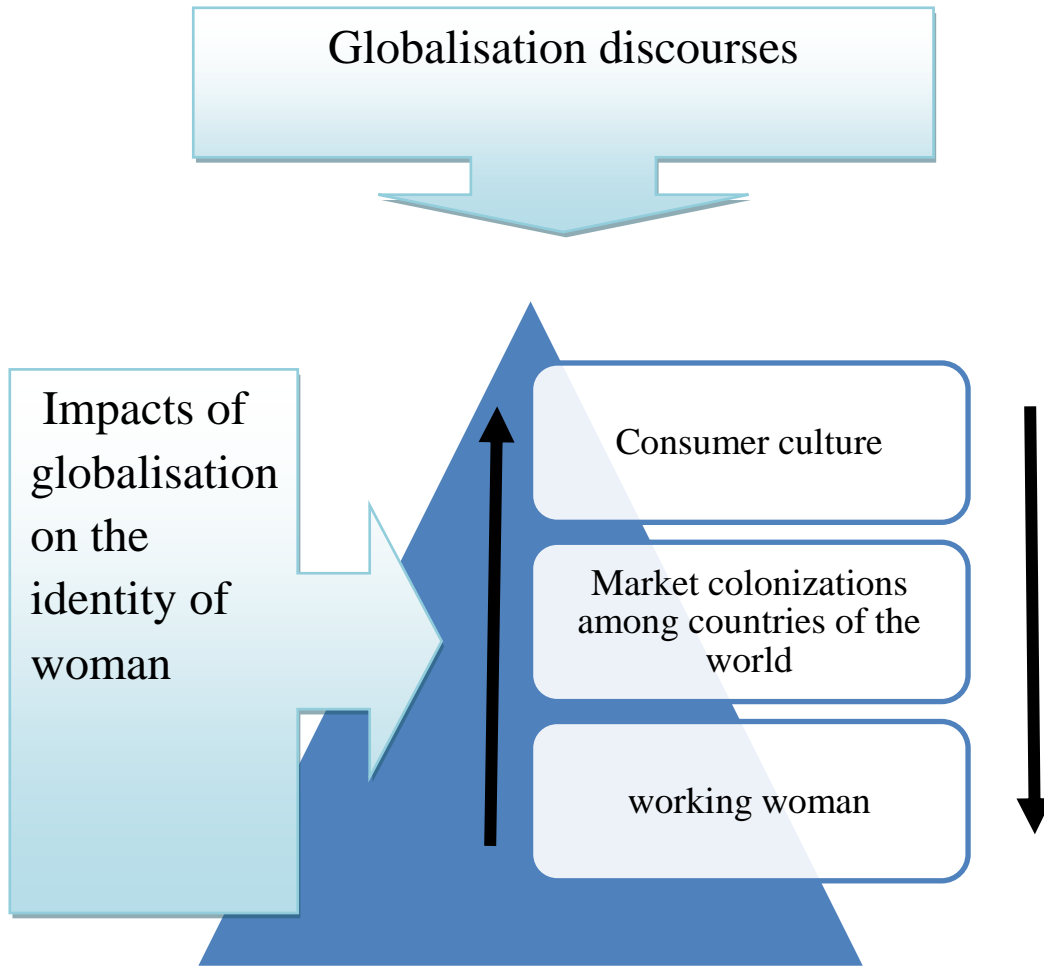 Globalisation discourses
Impacts of
globalisation
on the
identity of
woman
Consumer culture
Market colonizations
among countries of the
world
working woman